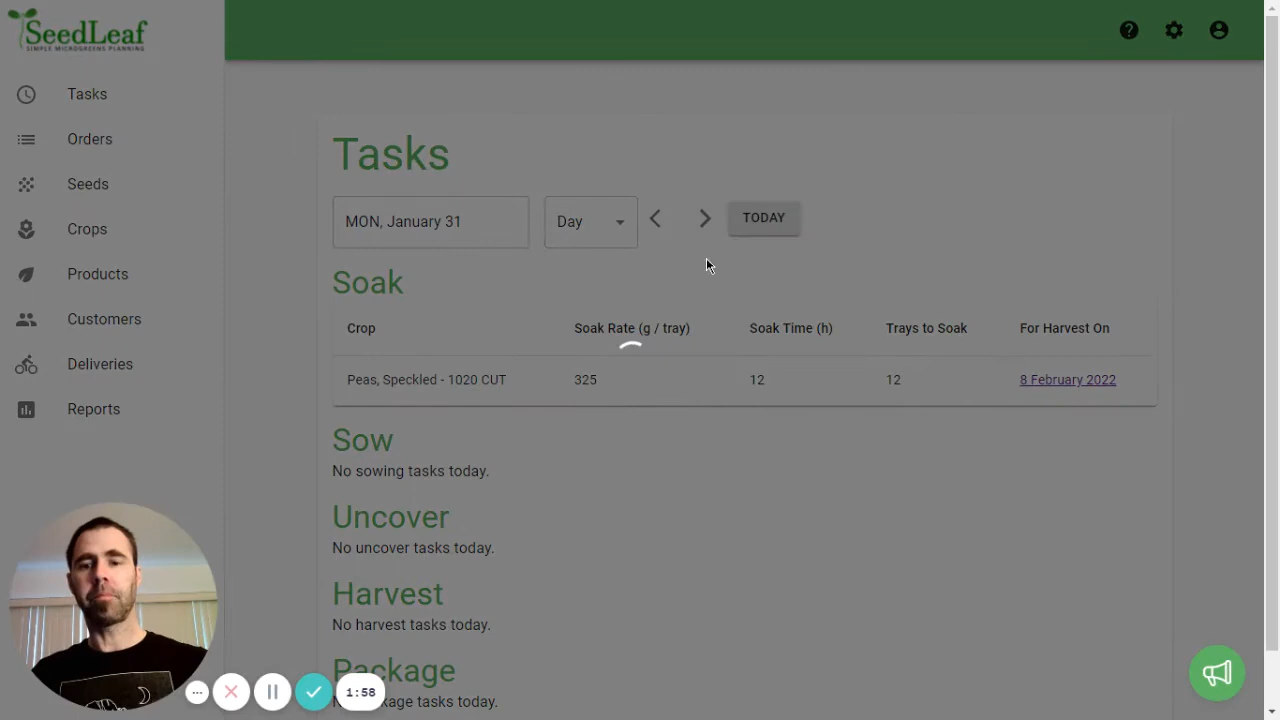 SeedLeaf
SIMPLE MICROGREENS PLANNING
Tasks
Orders
Seeds
Crops
Products
Customers
Deliveries
Reports
Tasks
MON, January 31
Day
TODAY
Soak
Crop Soak Rate (g / tray) Soak Time (h) Trays to Soak For Harvest On
Peas, Speckled - 1020 CUT 325 12 12 8 February 2022
Sow
No sowing tasks today.
Uncover
No uncover tasks today.
Harvest
No harvest tasks today.
Package
kage tasks today.
1:58